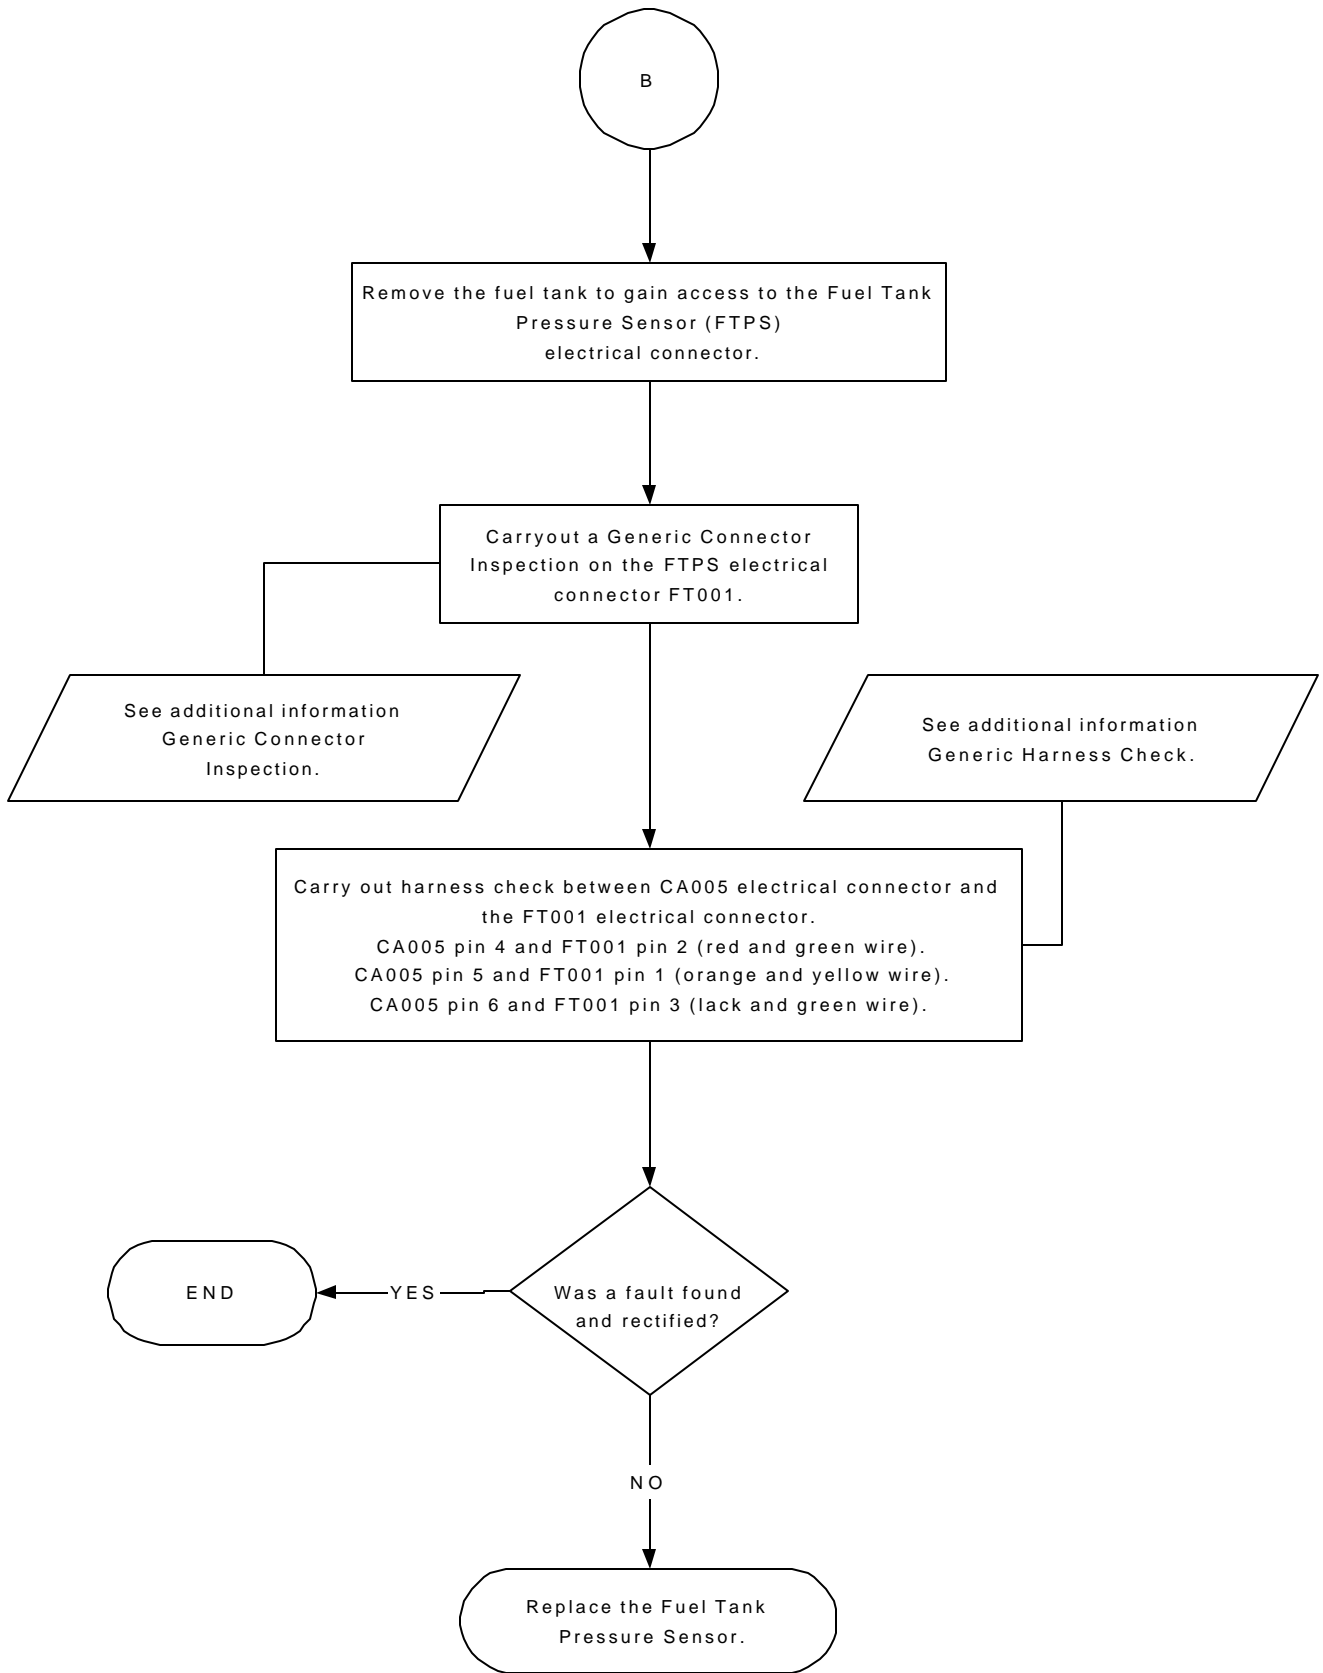 B
Remove the fuel tank to gain access to the Fuel Tank
Pressure Sensor (FTPS)
electrical connector.
Carryout a Generic Connector
Inspection on the FTPS electrical
connector FT001.
See additional information
Generic Connector
Inspection.
See additional information
Generic Harness Check.
Carry out harness check between CA005 electrical connector and
the FT001 electrical connector.
CA005 pin 4 and FT001 pin 2 (red and green wire).
CA005 pin 5 and FT001 pin 1 (orange and yellow wire).
CA005 pin 6 and FT001 pin 3 (lack and green wire).
Was a fault found
and rectified?
YES
END
NO
Replace the Fuel Tank
Pressure Sensor.